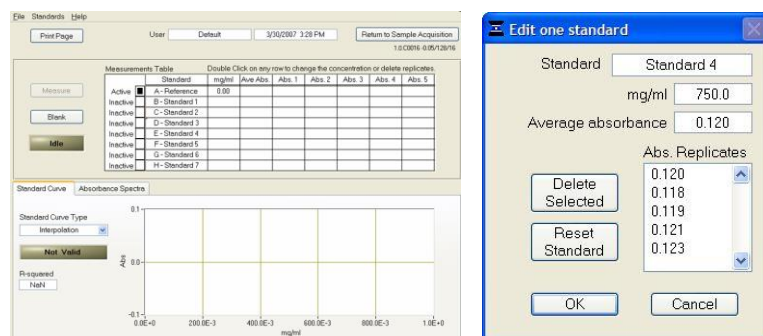 File Standards Help
Print Page User Default 3/30/2007 3:28 PM Return to Sample Acquisition
1.0.C0016-0.05/128/16
Measurements Table Double Click on any row to change the concentration or delete replicates.
Standard mg/ml Ave Abs. Abs. 1 Abs. 2 Abs. 3 Abs. 4 Abs. 5
Measure
Blank
Idle
Active A - Reference 0.00
Inactive B - Standard 1
Inactive C - Standard 2
Inactive D - Standard 3
Inactive E - Standard 4
Inactive F - Standard 5
Inactive G - Standard 6
Inactive H - Standard 7
Standard Curve Absorbance Spectra
Standard Curve Type
Interpolation
Not Valid
R-squared
NaN
Abs
0.1
0.0
-0.1
0.0E+0 200.0E-3 400.0E-3 600.0E-3 800.0E-3 1.0E+0
mg/ml
Edit one standard
Standard Standard 4
mg/ml 750.0
Average absorbance 0.120
Abs. Replicates
0.120
0.118
0.119
0.121
0.123
Delete
Selected
Reset
Standard
OK Cancel